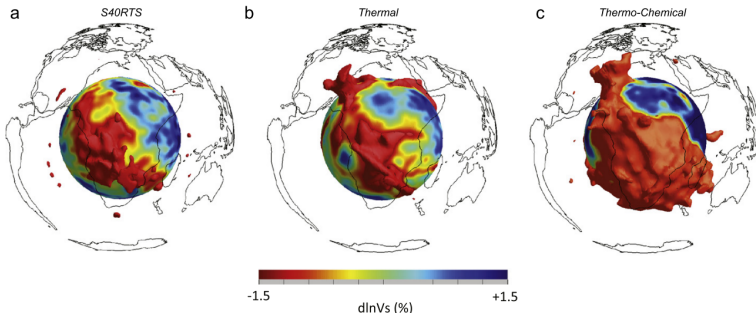 a
S40RTS
b
Thermal
c
Thermo-Chemical
-1.5
+1.5
dlnVs (%)